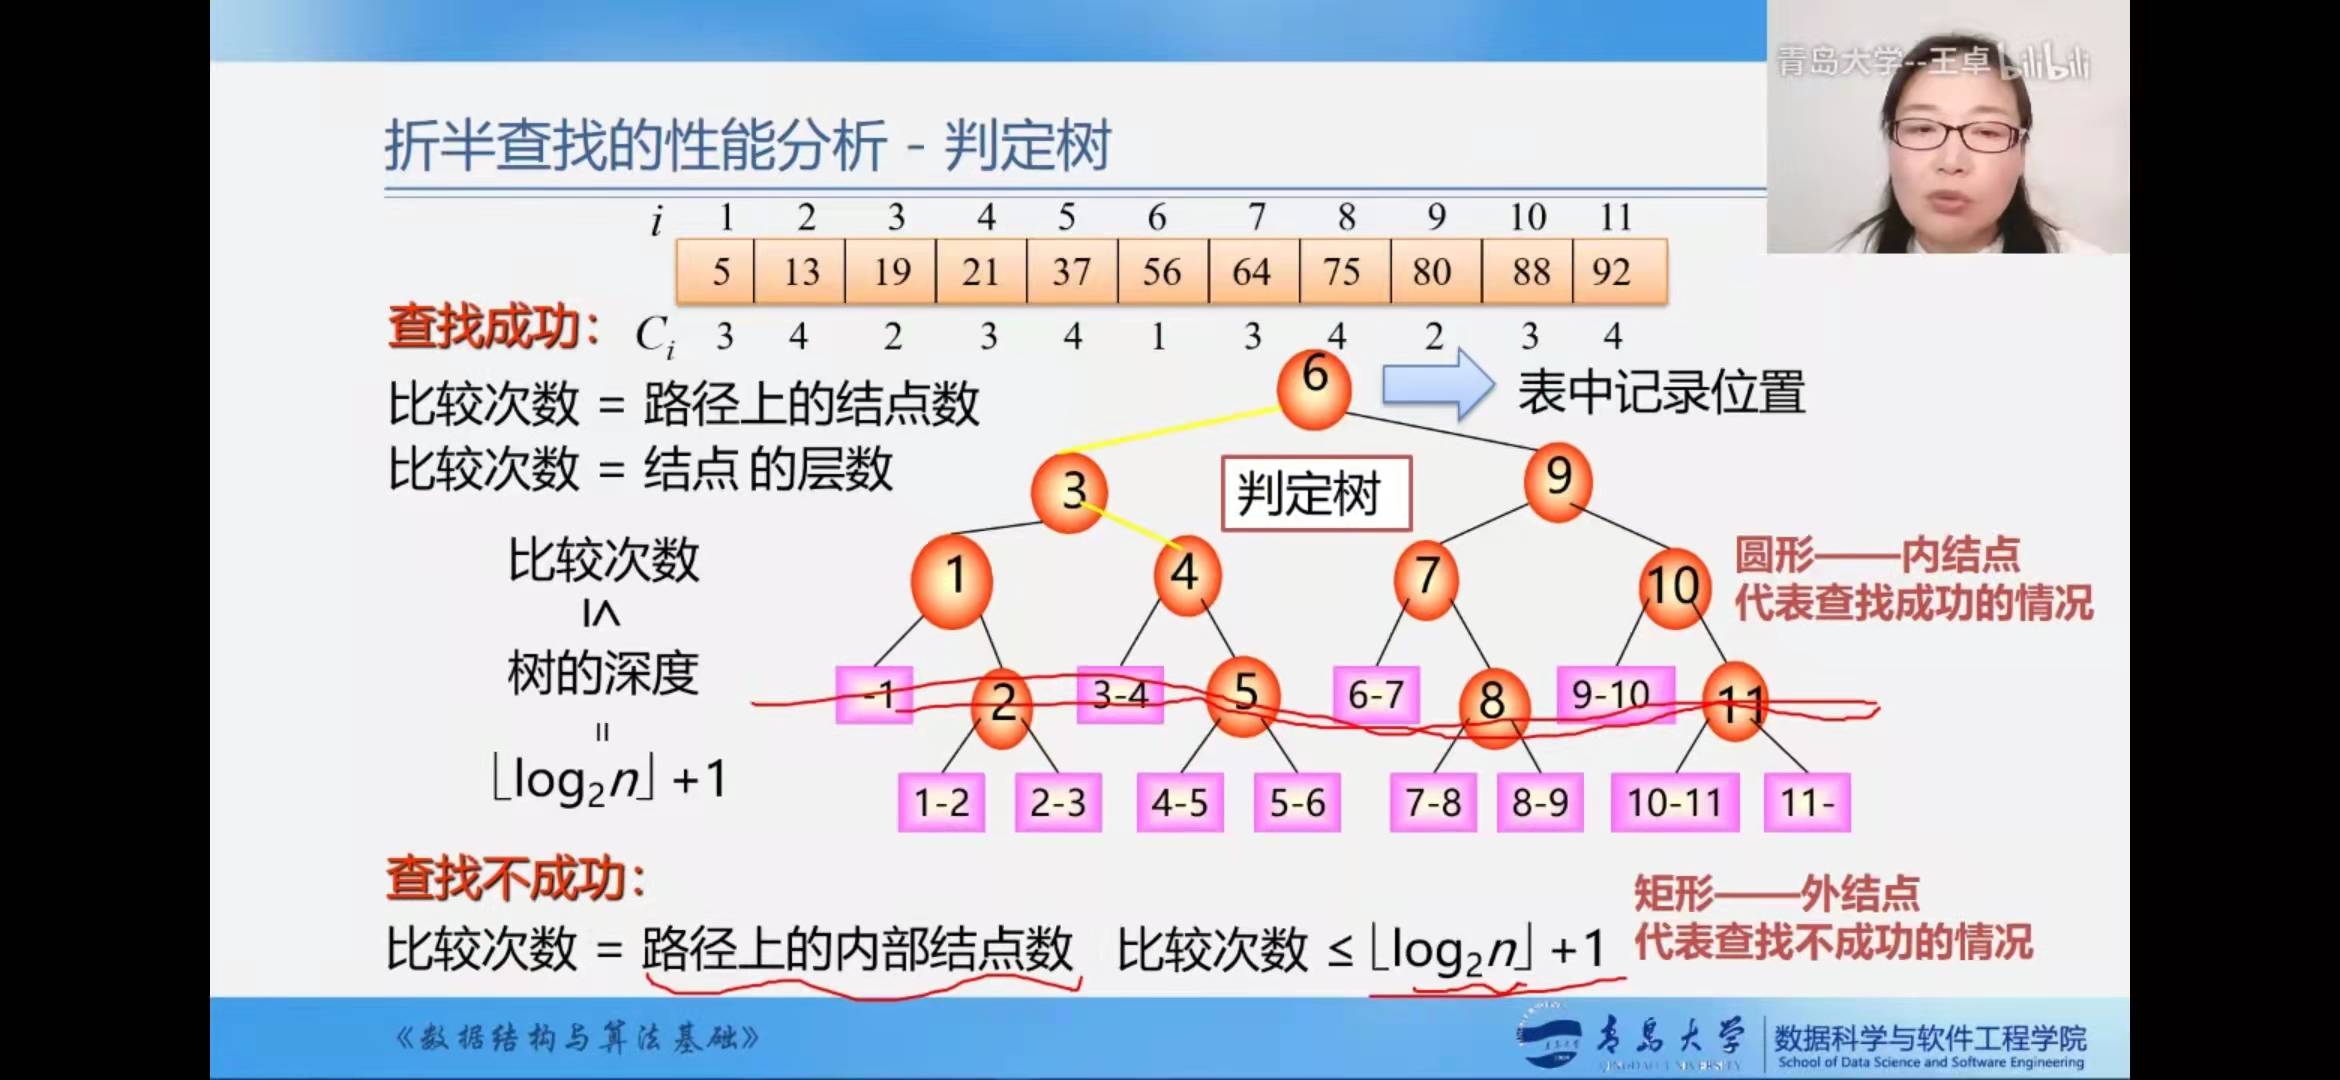 青岛大学--王卓 bilibili
折半查找的性能分析 - 判定树
i 1 2 3 4 5 6 7 8 9 10 11
5 13 19 21 37 56 64 75 80 88 92
查找成功： Ci 3 4 2 3 4 1 3 4 2 3 4
比较次数 = 路径上的结点数
比较次数 = 结点 的层数
6
表中记录位置
3 判定树 9
1 4 7 10
圆形——内结点
代表查找成功的情况
比较次数
≤
树的深度
=
⌊log₂n⌋ +1
-1 2 3-4 5 6-7 8 9-10 11
1-2 2-3 4-5 5-6 7-8 8-9 10-11 11-
查找不成功：
比较次数 = 路径上的内部结点数 比较次数 ≤ ⌊log₂n⌋ +1
矩形——外结点
代表查找不成功的情况
《数据结构与算法基础》
青岛大学
QINGDAO UNIVERSITY
数据科学与软件工程学院
School of Data Science and Software Engineering